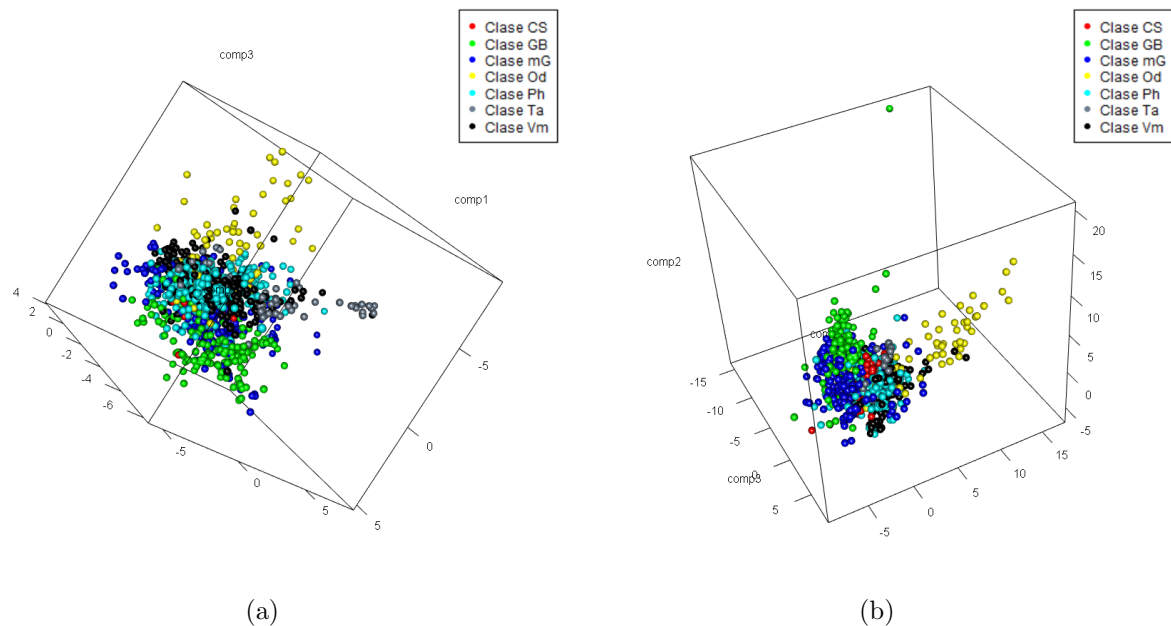 comp3
comp1
Clase CS
Clase GB
Clase mG
Clase Od
Clase Ph
Clase Ta
Clase Vm
4
2
0
-2
-4
-6
-5
0
5
5
0
-5
(a)
Clase CS
Clase GB
Clase mG
Clase Od
Clase Ph
Clase Ta
Clase Vm
comp2
comp3
20
15
10
5
0
-5
-15
-10
-5
0
5
-5
0
5
10
15
(b)